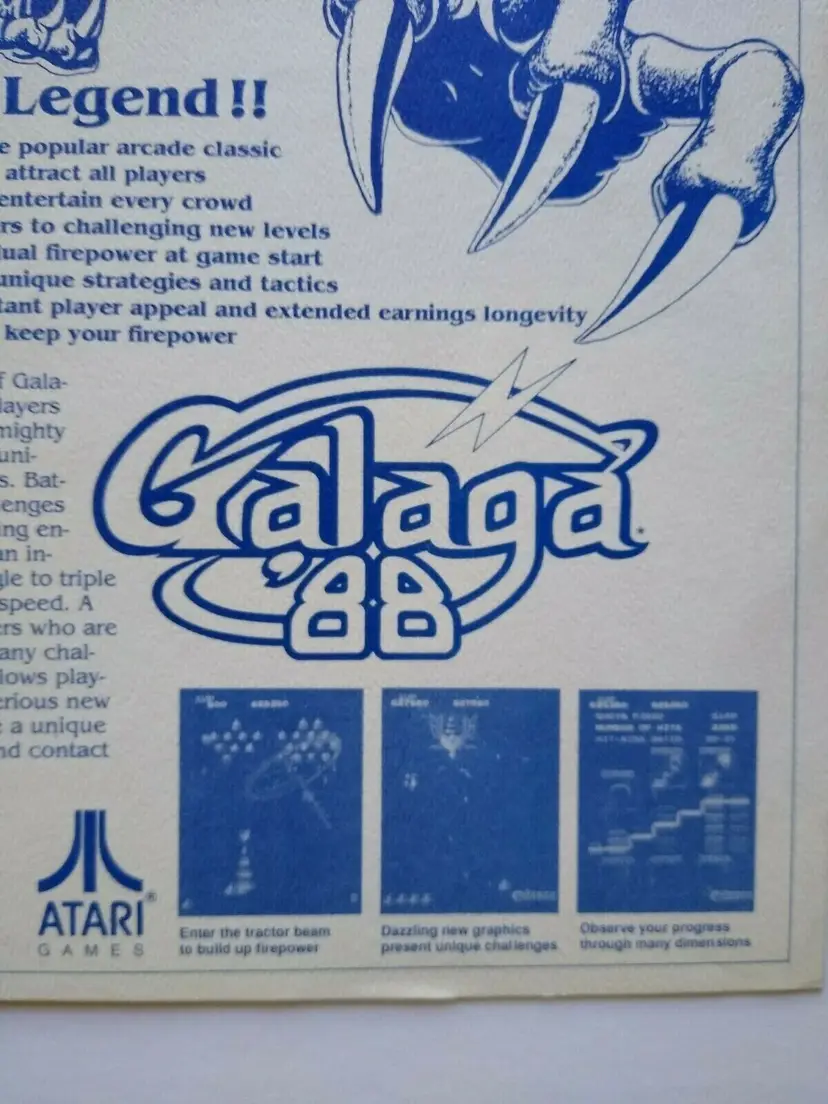 Legend!!
e popular arcade classic
attract all players
entertain every crowd
rs to challenging new levels
ual firepower at game start
unique strategies and tactics
tant player appeal and extended earnings longevity
keep your firepower
f Gala-
layers
mighty
uni-
s. Bat-
enges
ing en-
an in-
gle to triple
speed. A
ers who are
any chal-
lows play-
erious new
e a unique
nd contact
Galaga
'88
ATARI®
GAMES
Enter the tractor beam
to build up firepower
Dazzling new graphics
present unique challenges
Observe your progress
through many dimensions